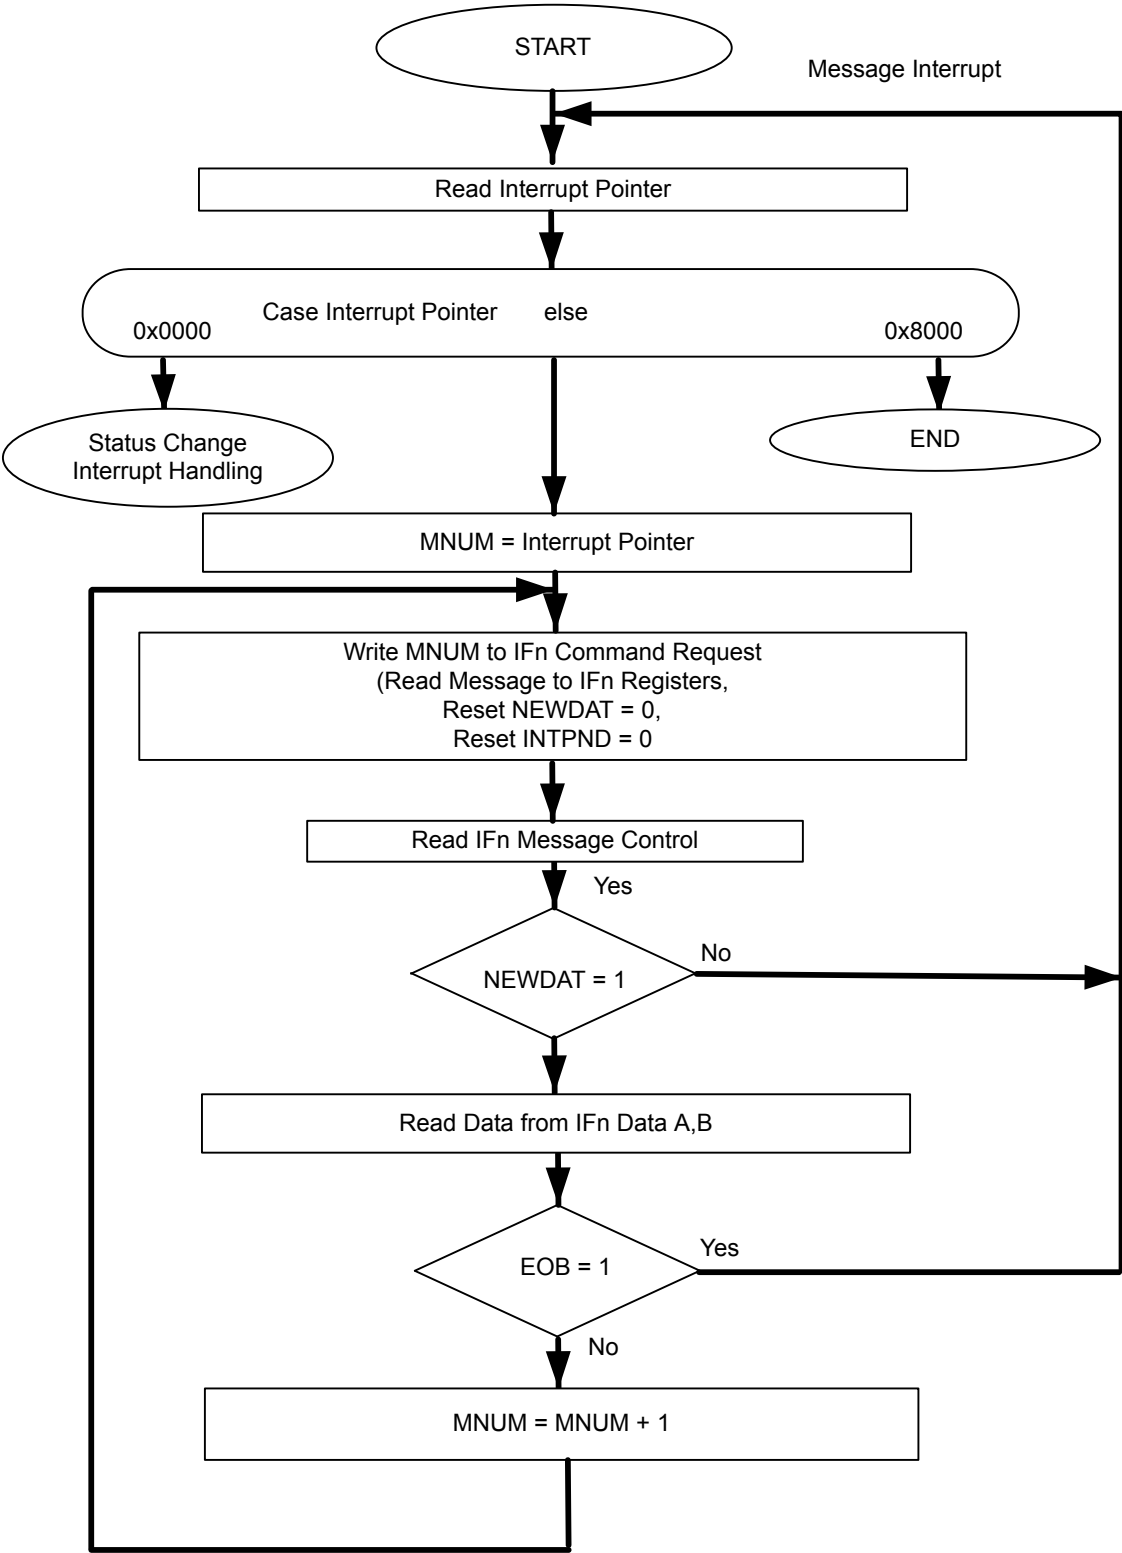 START
Message Interrupt
Read Interrupt Pointer
Case Interrupt Pointer else
0x0000 0x8000
Status Change
Interrupt Handling
END
MNUM = Interrupt Pointer
Write MNUM to IFn Command Request
(Read Message to IFn Registers,
Reset NEWDAT = 0,
Reset INTPND = 0
Read IFn Message Control
Yes
No
NEWDAT = 1
Read Data from IFn Data A,B
Yes
EOB = 1
No
MNUM = MNUM + 1